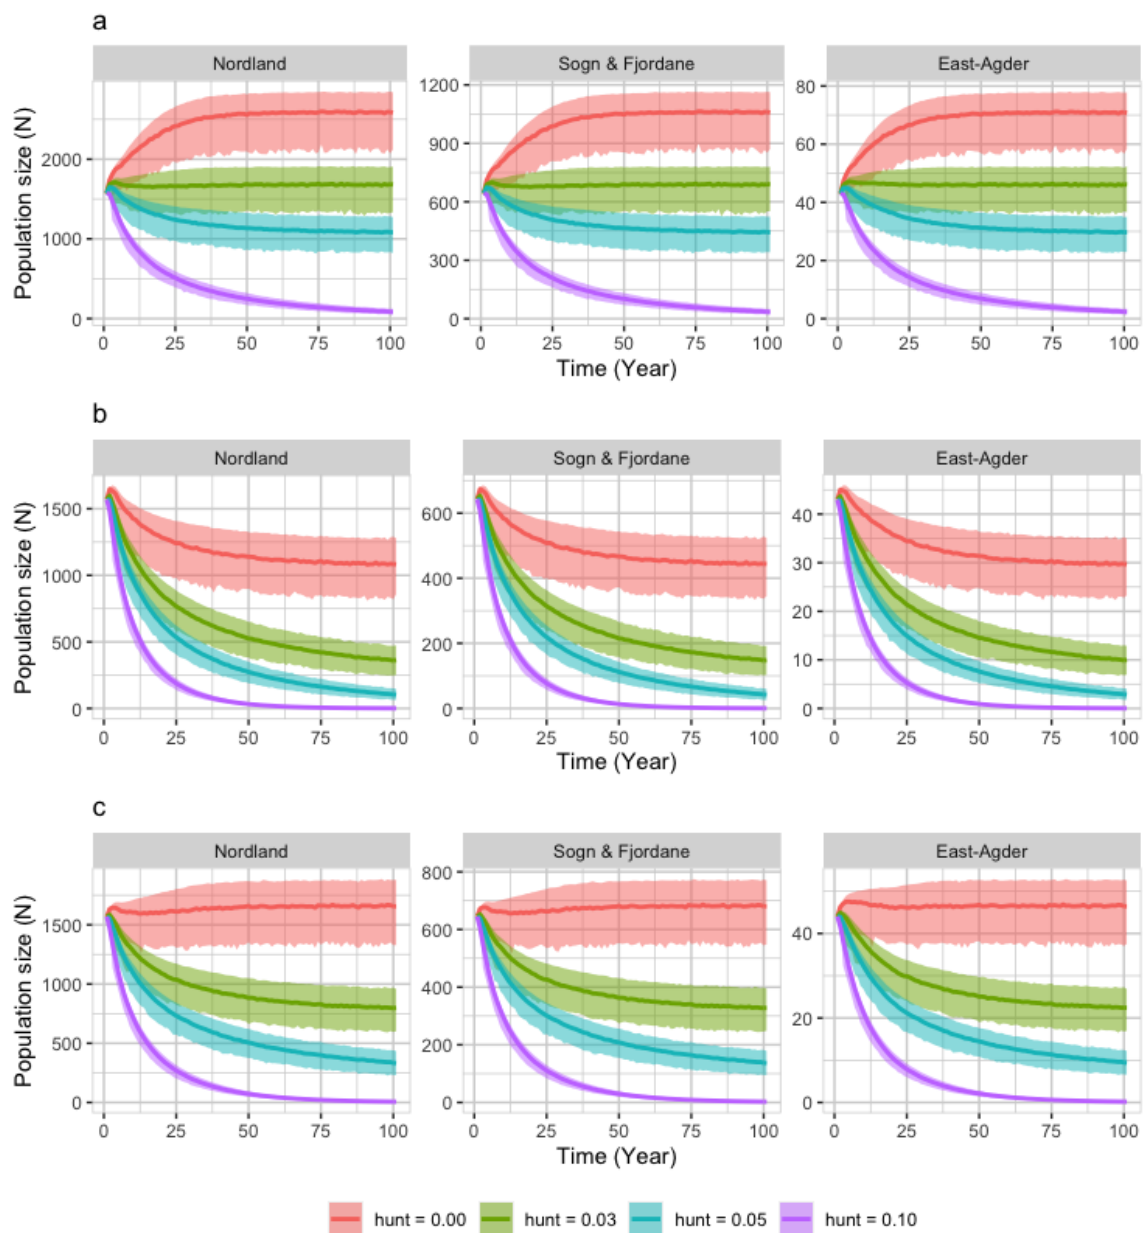 a
Nordland Sogn & Fjordane East-Agder
Population size (N)
2000
1000
0
1200
900
600
300
0
80
60
40
20
0
0 25 50 75 100 0 25 50 75 100 0 25 50 75 100
Time (Year)
b
Nordland Sogn & Fjordane East-Agder
Population size (N)
1500
1000
500
0
600
400
200
0
40
30
20
10
0
0 25 50 75 100 0 25 50 75 100 0 25 50 75 100
Time (Year)
c
Nordland Sogn & Fjordane East-Agder
Population size (N)
1500
1000
500
0
800
600
400
200
0
40
20
0
0 25 50 75 100 0 25 50 75 100 0 25 50 75 100
Time (Year)
hunt = 0.00 hunt = 0.03 hunt = 0.05 hunt = 0.10